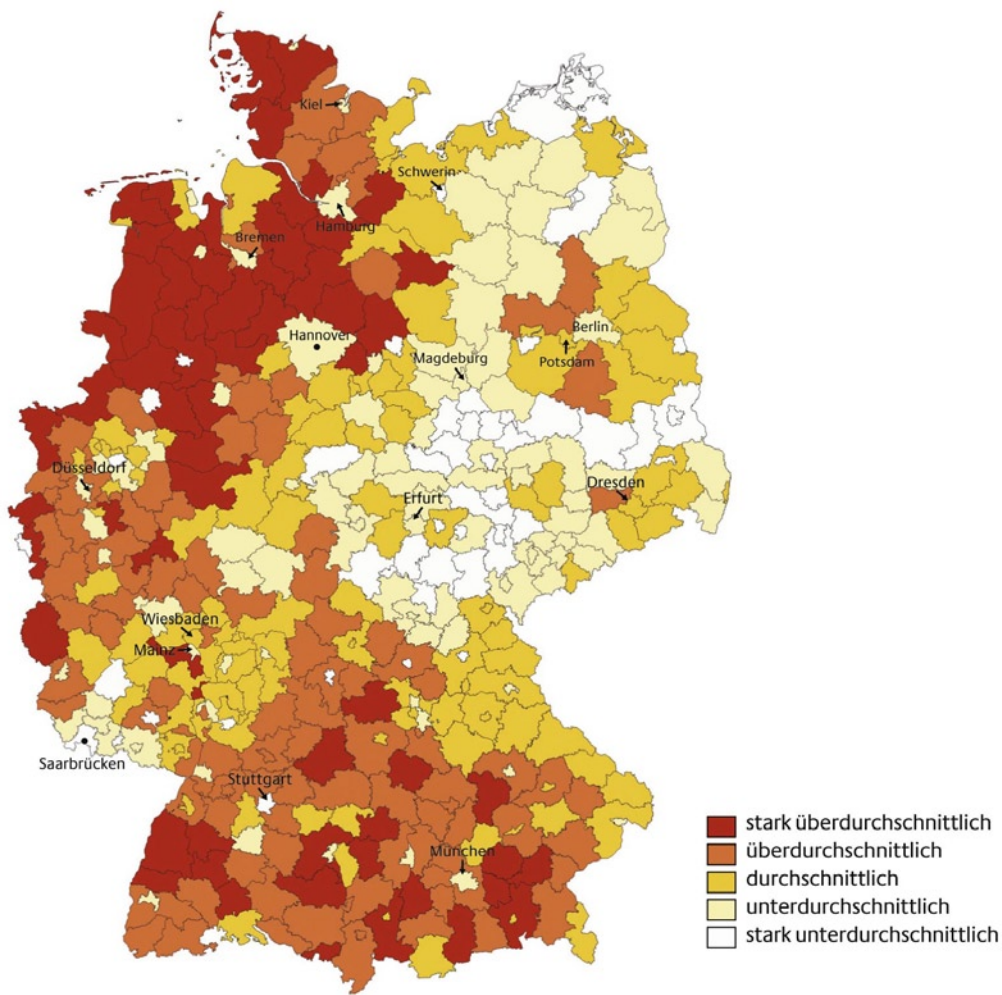 Kiel
Schwerin
Hamburg
Bremen
Hannover
Berlin
Magdeburg
Potsdam
Düsseldorf
Dresden
Erfurt
Wiesbaden
Mainz
Saarbrücken
Stuttgart
München
stark überdurchschnittlich
überdurchschnittlich
durchschnittlich
unterdurchschnittlich
stark unterdurchschnittlich